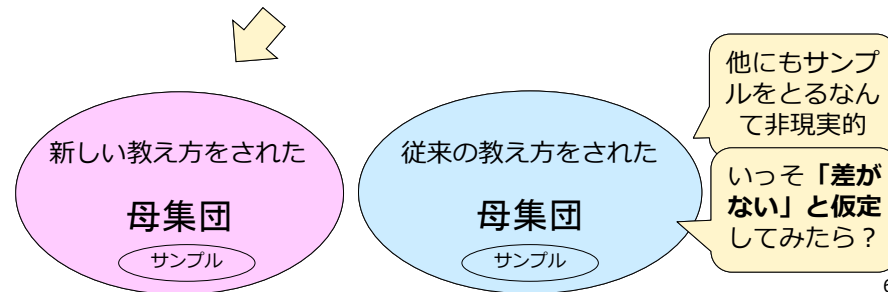 新しい教え方をされた
母集団
サンプル
従来の教え方をされた
母集団
サンプル
他にもサンプ
ルをとるなん
て非現実的
いっそ「差が
ない」と仮定
してみたら？